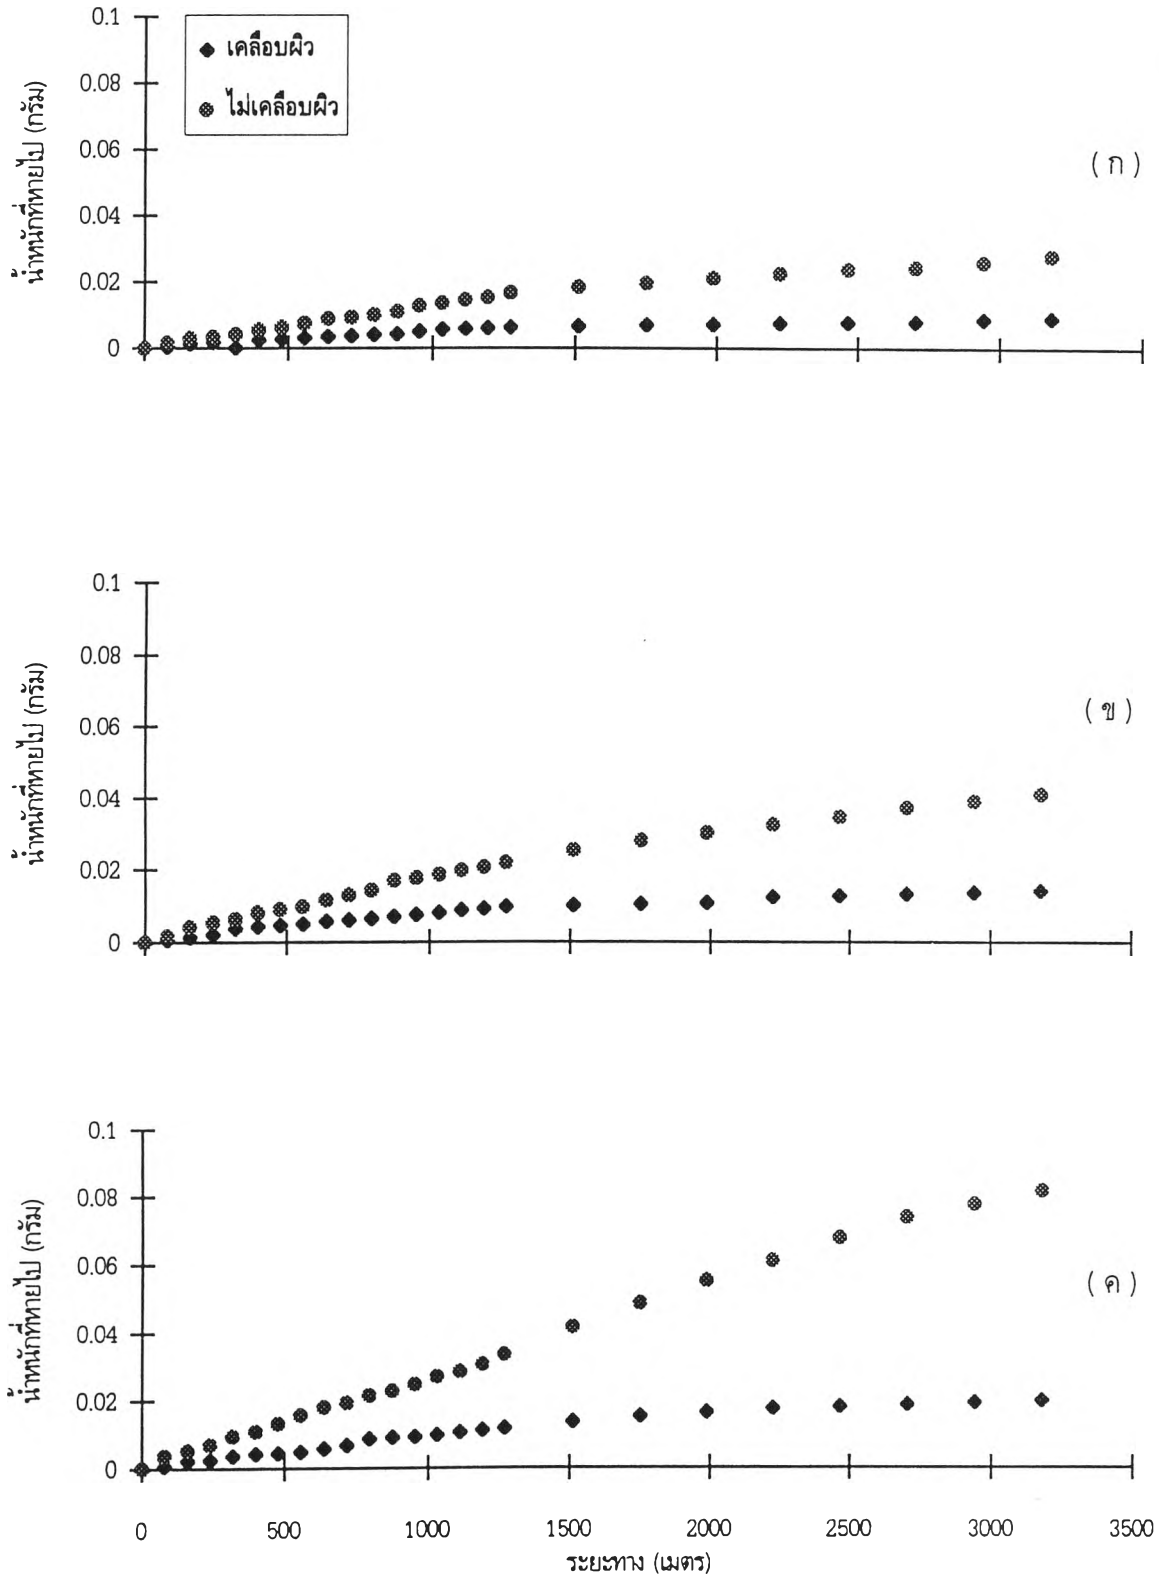 0.1
0.08
0.06
0.04
0.02
0
น้ำหนักที่หายไป (กรัม)
เคลือบผิว
ไม่เคลือบผิว
( ก )
0.1
0.08
0.06
0.04
0.02
0
น้ำหนักที่หายไป (กรัม)
( ข )
0.1
0.08
0.06
0.04
0.02
0
น้ำหนักที่หายไป (กรัม)
( ค )
0 500 1000 1500 2000 2500 3000 3500
ระยะทาง (เมตร)